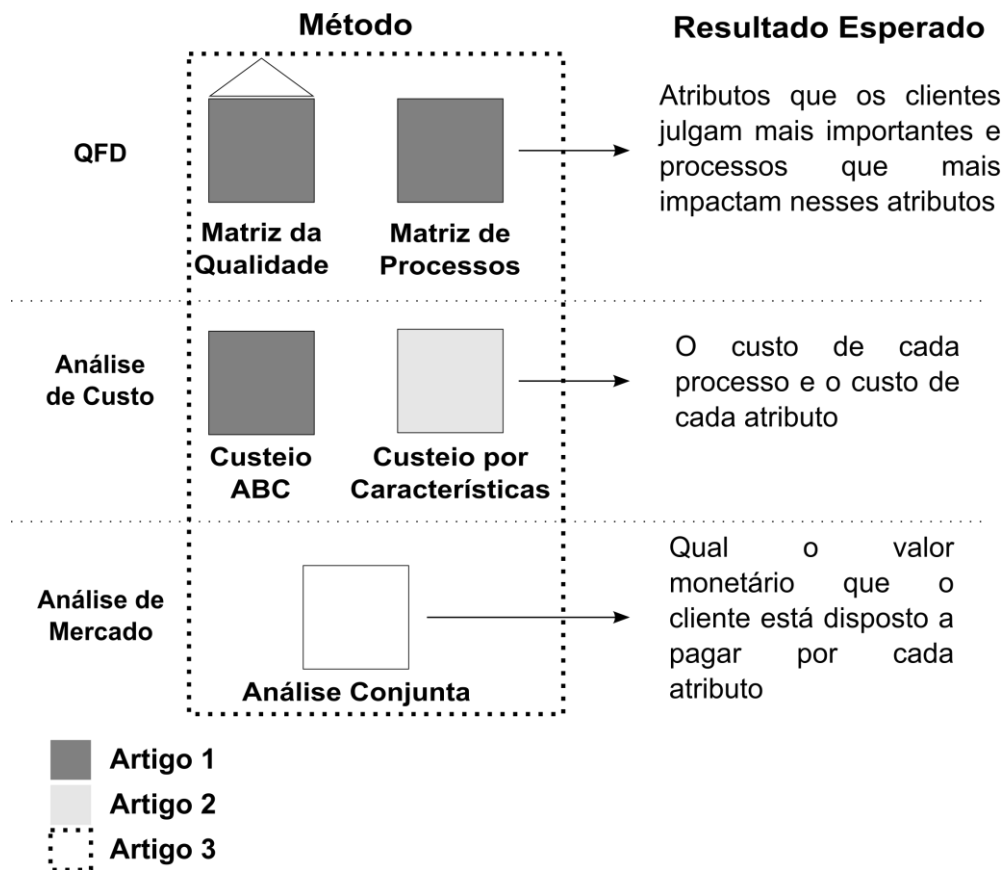 Método
Resultado Esperado
QFD
Matriz da
Qualidade
Matriz de
Processos
Atributos que os clientes
julgam mais importantes e
processos que mais
impactam nesses atributos
Análise
de Custo
Custeio
ABC
Custeio por
Características
O custo de cada
processo e o custo de
cada atributo
Análise de
Mercado
Análise Conjunta
Qual o valor
monetário que o
cliente está disposto a
pagar por cada
atributo
Artigo 1
Artigo 2
Artigo 3